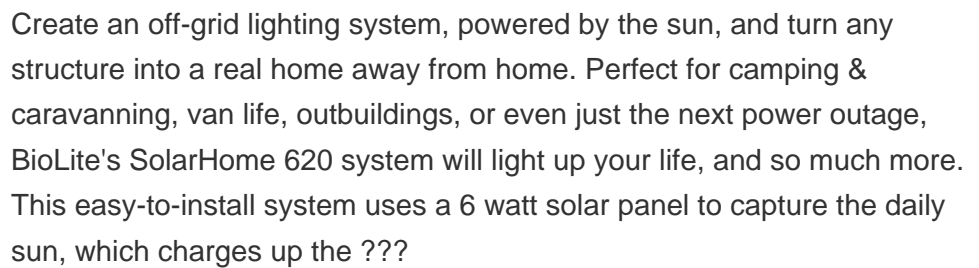 Create an off-grid lighting system, powered by the sun, and turn any
structure into a real home away from home. Perfect for camping &
caravanning, van life, outbuildings, or even just the next power outage,
BioLite's SolarHome 620 system will light up your life, and so much more.
This easy-to-install system uses a 6 watt solar panel to capture the daily
sun, which charges up the ???